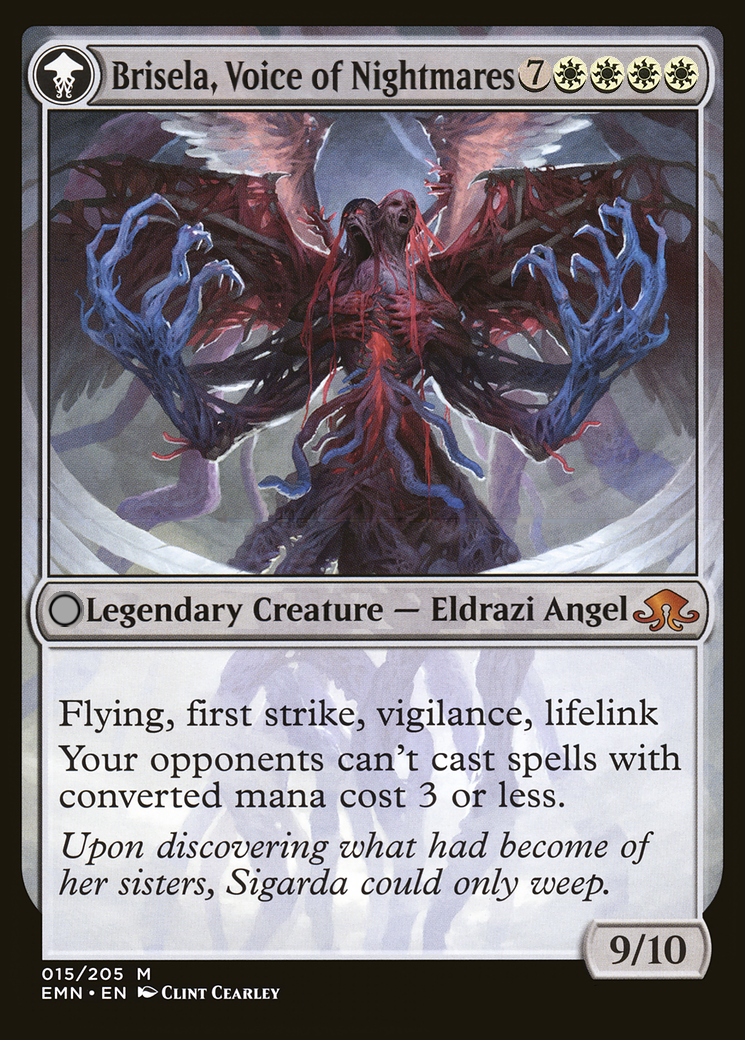 Brisela, Voice of Nightmares 7
Legendary Creature — Eldrazi Angel
Flying, first strike, vigilance, lifelink
Your opponents can't cast spells with
converted mana cost 3 or less.
Upon discovering what had become of
her sisters, Sigarda could only weep.
9/10
015/205 M
EMN • EN Clint Cearley